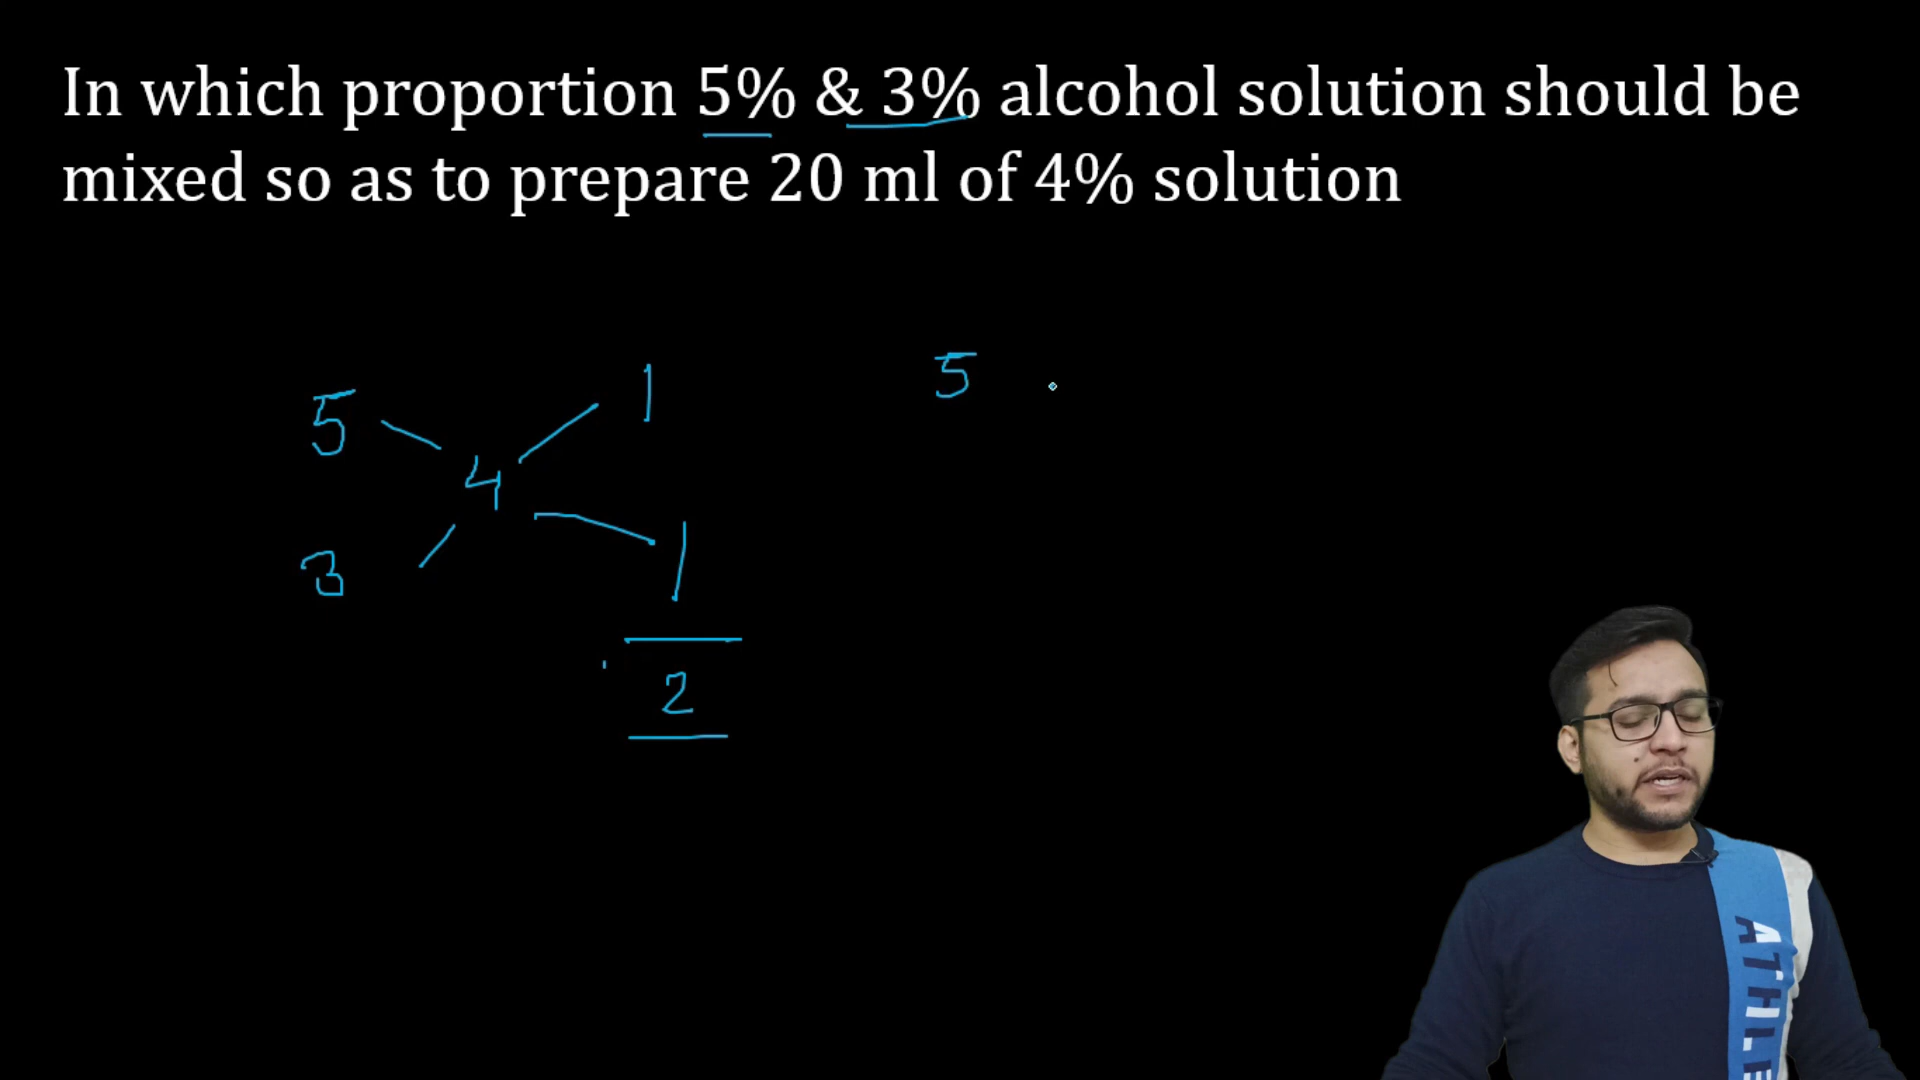 In which proportion 5% & 3% alcohol solution should be
mixed so as to prepare 20 ml of 4% solution
5 1 5
4
3 1
2
ATHLE